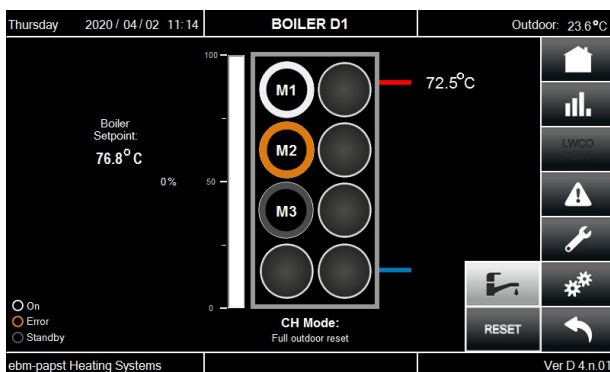 Thursday 2020 / 04 / 02 11:14 BOILER D1 Outdoor: 23.6°C
100
M1
72.5°C
Boiler
Setpoint:
76.8°C
LWCO
M2
0 %
50
M3
RESET
0
On
Error
Standby
CH Mode:
Full outdoor reset
ebm-papst Heating Systems Ver D 4.n.01